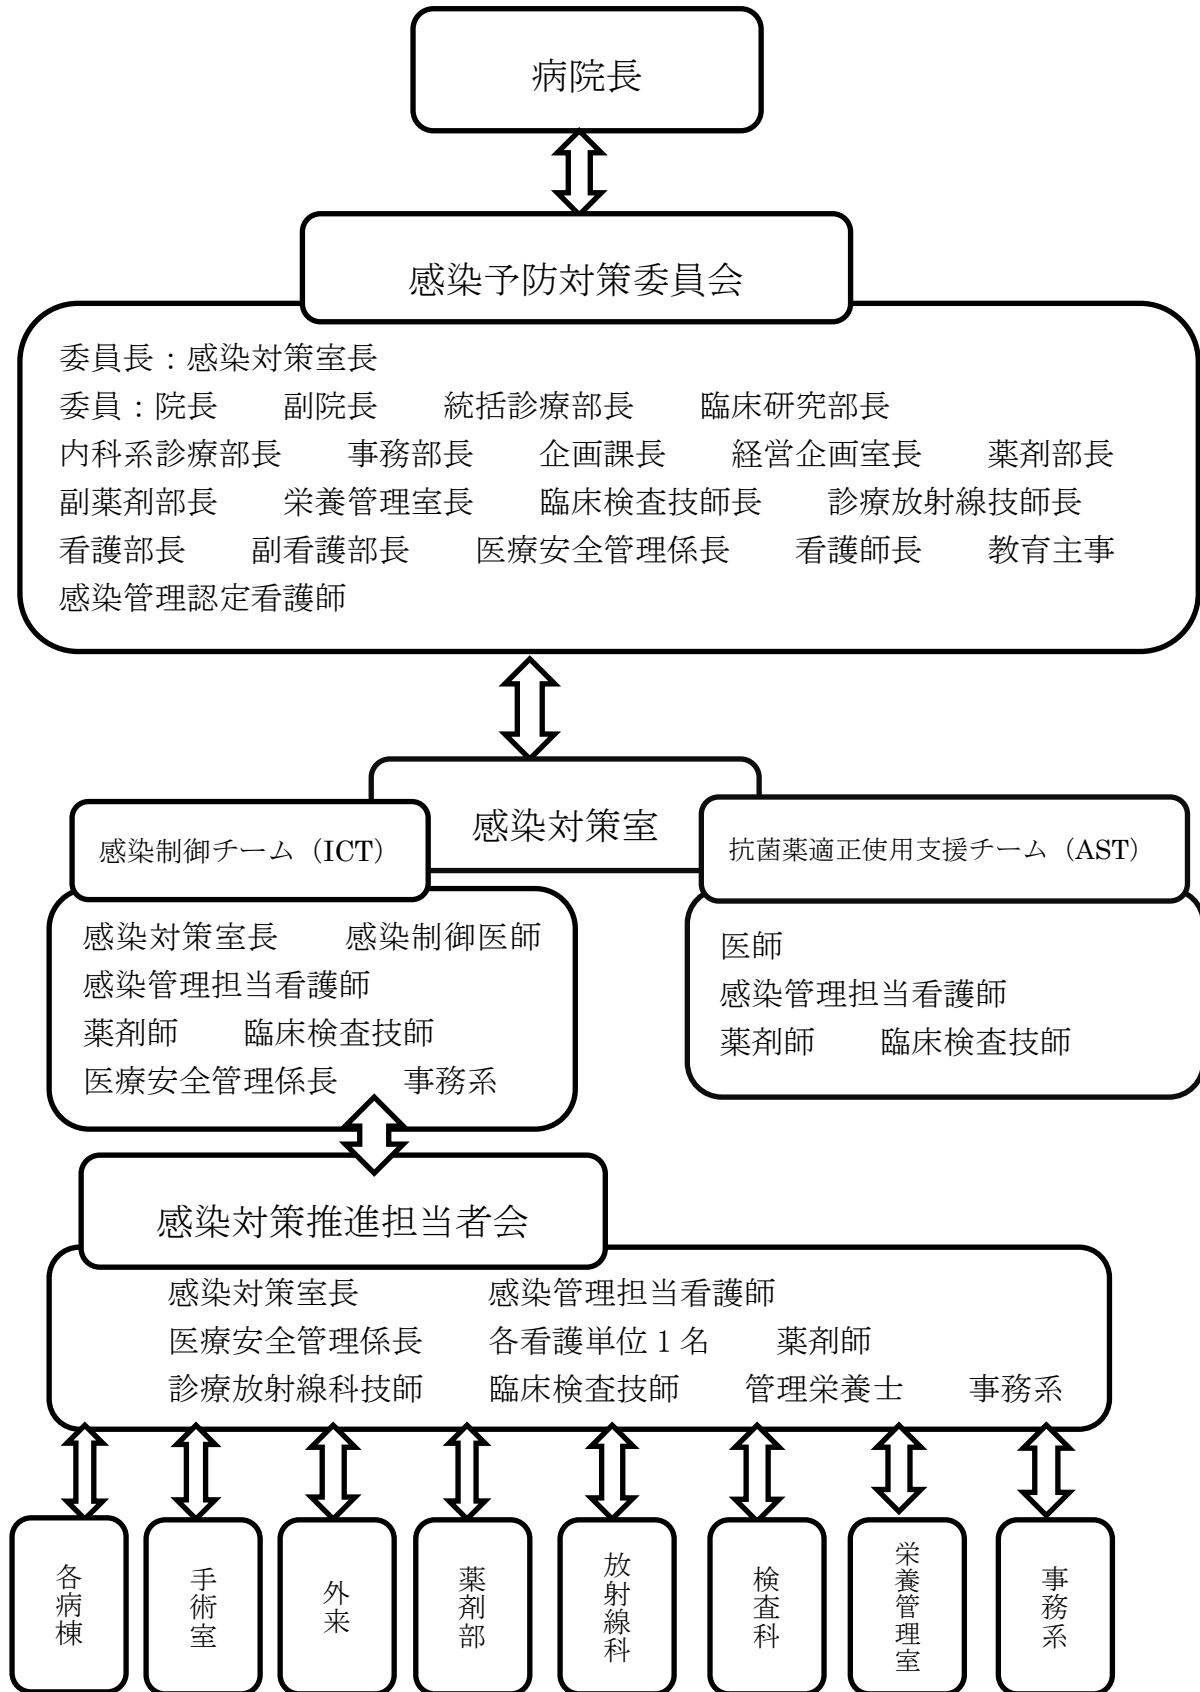 病院長
感染予防対策委員会
委員長：感染対策室長
委員：院長　　副院長　　統括診療部長　　臨床研究部長
内科系診療部長　　事務部長　　企画課長　　経営企画室長　　薬剤部長
副薬剤部長　　栄養管理室長　　臨床検査技師長　　診療放射線技師長
看護部長　　副看護部長　　医療安全管理係長　　看護師長　　教育主事
感染管理認定看護師
感染対策室
感染制御チーム（ICT）
感染対策室長　　感染制御医師
感染管理担当看護師
薬剤師　　臨床検査技師
医療安全管理係長　　事務系
抗菌薬適正使用支援チーム（AST）
医師
感染管理担当看護師
薬剤師　　臨床検査技師
感染対策推進担当者会
感染対策室長　　　　感染管理担当看護師
医療安全管理係長　　各看護単位1名　　薬剤師
診療放射線科技師　　臨床検査技師　　管理栄養士　　事務系
各病棟
手術室
外来
薬剤部
放射線科
検査科
栄養管理室
事務系